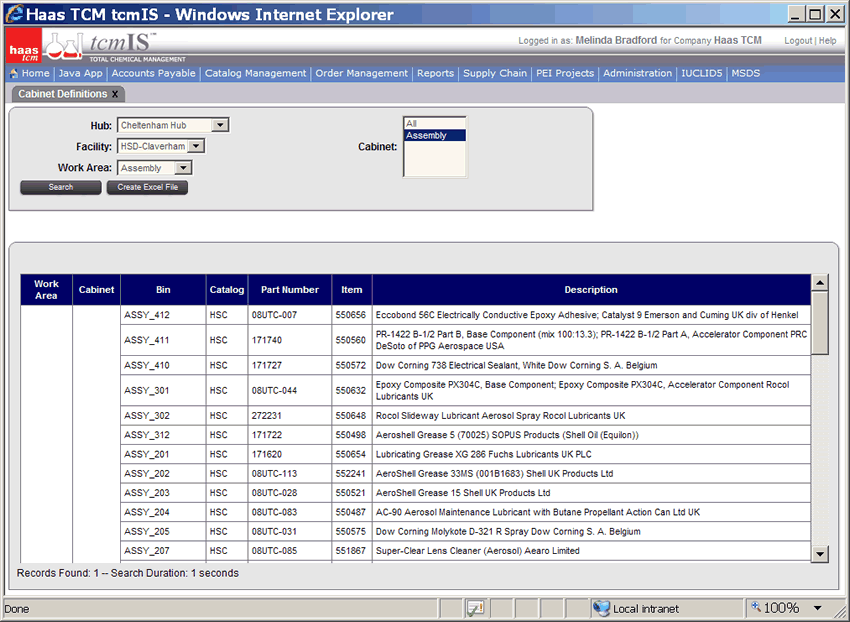 Haas TCM tcmIS - Windows Internet Explorer
haas tcm
tcmIS™
TOTAL CHEMICAL MANAGEMENT
Logged in as: Melinda Bradford for Company Haas TCM Logout | Help
Home | Java App | Accounts Payable | Catalog Management | Order Management | Reports | Supply Chain | PEI Projects | Administration | IUCLID5 | MSDS
Cabinet Definitions X
Hub: Cheltenham Hub
Facility: HSD-Claverham
Work Area: Assembly
Cabinet: All
Assembly
Search Create Excel File
Work Area Cabinet Bin Catalog Part Number Item Description
ASSY_412 HSC 08UTC-007 550656 Eccobond 56C Electrically Conductive Epoxy Adhesive; Catalyst 9 Emerson and Cuming UK div of Henkel
ASSY_411 HSC 171740 550560 PR-1422 B-1/2 Part B, Base Component (mix 100:13.3); PR-1422 B-1/2 Part A, Accelerator Component PRC
DeSoto of PPG Aerospace USA
ASSY_410 HSC 171727 550572 Dow Corning 738 Electrical Sealant, White Dow Corning S. A. Belgium
ASSY_301 HSC 08UTC-044 550632 Epoxy Composite PX304C, Base Component; Epoxy Composite PX304C, Accelerator Component Rocol
Lubricants UK
ASSY_302 HSC 272231 550648 Rocol Slideway Lubricant Aerosol Spray Rocol Lubricants UK
ASSY_312 HSC 171722 550498 Aeroshell Grease 5 (70025) SOPUS Products (Shell Oil (Equilon))
ASSY_201 HSC 171620 550654 Lubricating Grease XG 286 Fuchs Lubricants UK PLC
ASSY_202 HSC 08UTC-113 552241 AeroShell Grease 33MS (001B1683) Shell UK Products Ltd
ASSY_203 HSC 08UTC-028 550521 AeroShell Grease 15 Shell UK Products Ltd
ASSY_204 HSC 08UTC-083 550487 AC-90 Aerosol Maintenance Lubricant with Butane Propellant Action Can Ltd UK
ASSY_205 HSC 08UTC-031 550575 Dow Corning Molykote D-321 R Spray Dow Corning S. A. Belgium
ASSY_207 HSC 08UTC-085 551867 Super-Clear Lens Cleaner (Aerosol) Aearo Limited
Records Found: 1 -- Search Duration: 1 seconds
Done Local intranet 100%